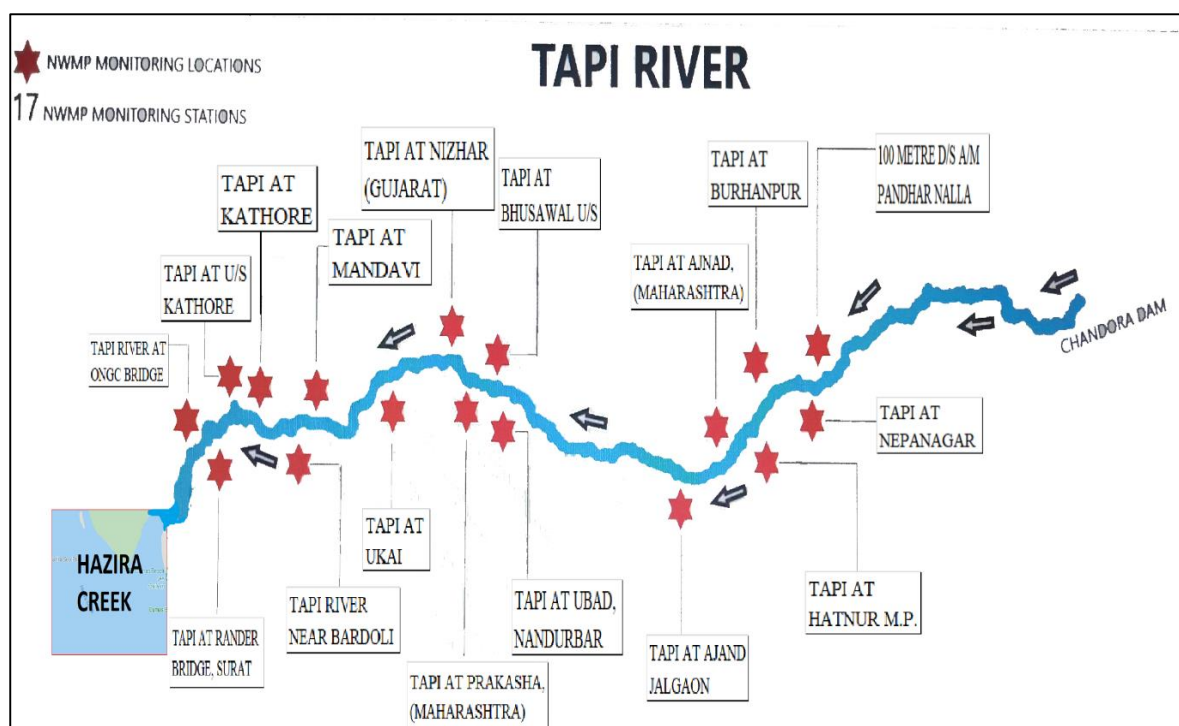 TAPI RIVER
NWMP MONITORING LOCATIONS
17 NWMP MONITORING STATIONS
TAPI AT NIZHAR
(GUJARAT)
TAPI AT
BHUSAWAL U/S
TAPI AT
BURHANPUR
100 METRE D/S A/M
PANDHAR NALLA
TAPI AT
KATHORE
TAPI AT
MANDAVI
TAPI AT AJNAD,
(MAHARASHTRA)
TAPI AT U/S
KATHORE
TAPI RIVER AT
ONGC BRIDGE
CHANDORA DAM
TAPI AT
NEPANAGAR
TAPI AT
UKAI
HAZIRA
CREEK
TAPI AT RANDER
BRIDGE, SURAT
TAPI RIVER
NEAR BARDOLI
TAPI AT PRAKASHA,
(MAHARASHTRA)
TAPI AT UBAD,
NANDURBAR
TAPI AT AJAND
JALGAON
TAPI AT
HATNUR M.P.